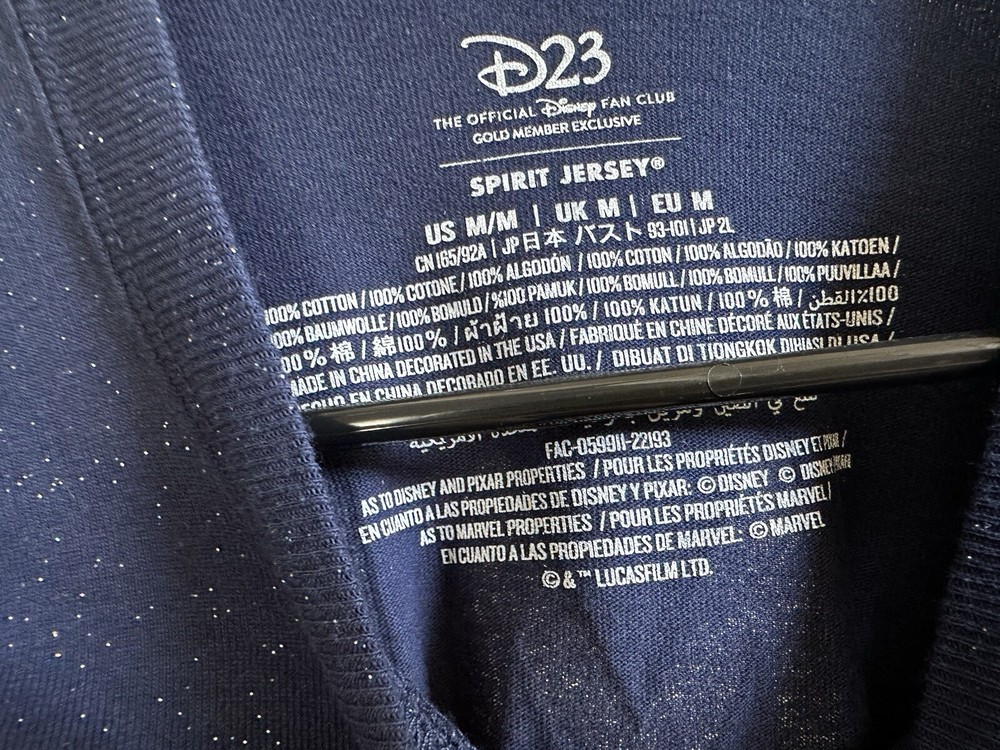 D23
THE OFFICIAL Disney FAN CLUB
GOLD MEMBER EXCLUSIVE
SPIRIT JERSEY®
US M/M | UK M | EU M
CN 165/92A | JP日本 バスト 93-101 | JP 2L
100% COTTON / 100% COTONE / 100% ALGODÓN / 100% COTON / 100% ALGODÃO / 100% KATOEN /
100% BAUMWOLLE / 100% BOMULD / %100 PAMUK / 100% BOMULL / 100% BOMULL / 100% PUUVILLAA /
00% 棉 / 綿100% / ผ้าฝ้าย 100% / 100% KATUN / 100% 棉 / القطن٪100
MADE IN CHINA DECORATED IN THE USA / FABRIQUÉ EN CHINE DÉCORÉ AUX ÉTATS-UNIS /
EN CHINA DECORADO EN EE. UU. / DIBUAT DI TIONGKOK DIHIASI DI USA /
FAC-059911-22193
AS TO DISNEY AND PIXAR PROPERTIES / POUR LES PROPRIÉTÉS DISNEY ET PIXAR /
EN CUANTO A LAS PROPIEDADES DE DISNEY Y PIXAR: © DISNEY © DISNEY/PIXAR
AS TO MARVEL PROPERTIES / POUR LES PROPRIÉTÉS MARVEL /
EN CUANTO A LAS PROPIEDADES DE MARVEL: © MARVEL
© & ™ LUCASFILM LTD.